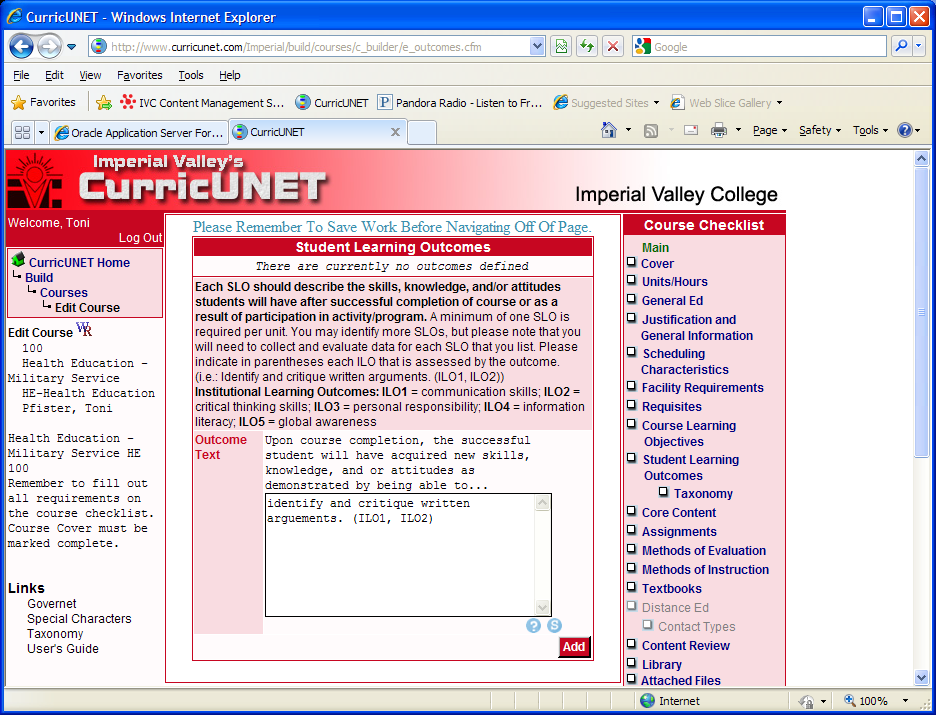 CurricUNET - Windows Internet Explorer
http://www.curricunet.com/Imperial/build/courses/c_builder/e_outcomes.cfm
Google
File Edit View Favorites Tools Help
Favorites
IVC Content Management S...
CurricUNET
Pandora Radio - Listen to Fr...
Suggested Sites
Web Slice Gallery
Oracle Application Server For...
CurricUNET
Page Safety Tools
Imperial Valley's
CurricUNET
Imperial Valley College
Welcome, Toni
Log Out
CurricUNET Home
Build
Courses
Edit Course
Edit Course WR
100
Health Education -
Military Service
HE-Health Education
Pfister, Toni
Health Education -
Military Service HE
100
Remember to fill out
all requirements on
the course checklist.
Course Cover must be
marked complete.
Links
Governet
Special Characters
Taxonomy
User's Guide
Please Remember To Save Work Before Navigating Off Of Page.
Student Learning Outcomes
There are currently no outcomes defined
Each SLO should describe the skills, knowledge, and/or attitudes
students will have after successful completion of course or as a
result of participation in activity/program. A minimum of one SLO is
required per unit. You may identify more SLOs, but please note that you
will need to collect and evaluate data for each SLO that you list. Please
indicate in parentheses each ILO that is assessed by the outcome.
(i.e.: Identify and critique written arguments. (ILO1, ILO2))
Institutional Learning Outcomes: ILO1 = communication skills; ILO2 =
critical thinking skills; ILO3 = personal responsibility; ILO4 = information
literacy; ILO5 = global awareness
Outcome
Text
Upon course completion, the successful
student will have acquired new skills,
knowledge, and or attitudes as
demonstrated by being able to...
identify and critique written
arguements. (ILO1, ILO2)
? S
Add
Course Checklist
Main
Cover
Units/Hours
General Ed
Justification and
General Information
Scheduling
Characteristics
Facility Requirements
Requisites
Course Learning
Objectives
Student Learning
Outcomes
Taxonomy
Core Content
Assignments
Methods of Evaluation
Methods of Instruction
Textbooks
Distance Ed
Contact Types
Content Review
Library
Attached Files
Internet
100%